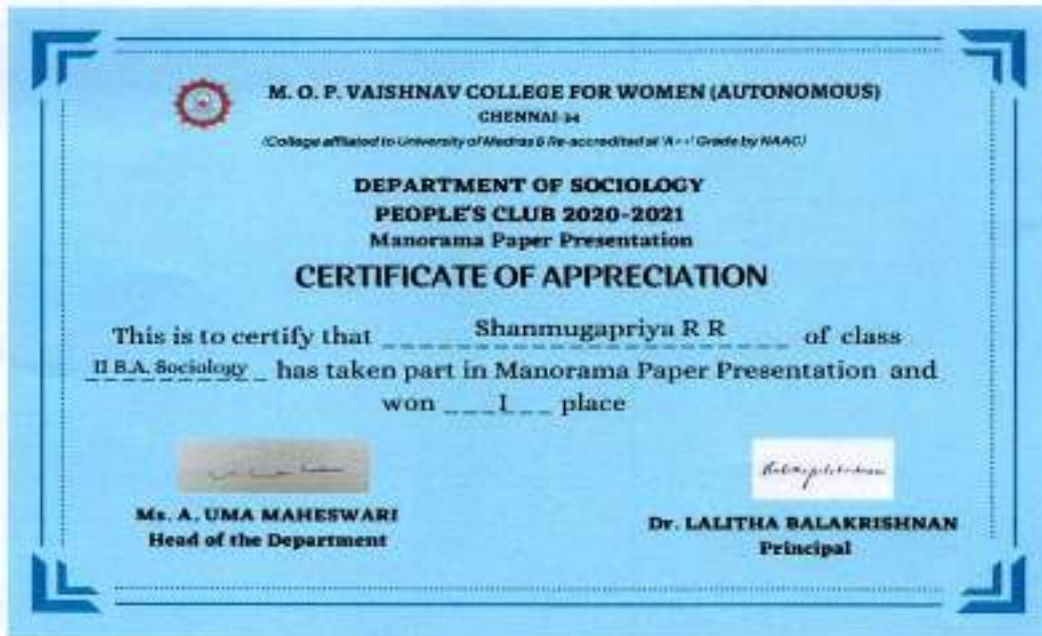 M. O. P. VAISHNAV COLLEGE FOR WOMEN (AUTONOMOUS)
CHENNAI-34
(College affiliated to University of Madras & Re-accredited at 'A++' Grade by NAAC)
DEPARTMENT OF SOCIOLOGY
PEOPLE'S CLUB 2020-2021
Manorama Paper Presentation
CERTIFICATE OF APPRECIATION
This is to certify that Shanmugapriya R R of class
II B.A. Sociology has taken part in Manorama Paper Presentation and
won I place
Ms. A. UMA MAHESWARI
Head of the Department
Dr. LALITHA BALAKRISHNAN
Principal